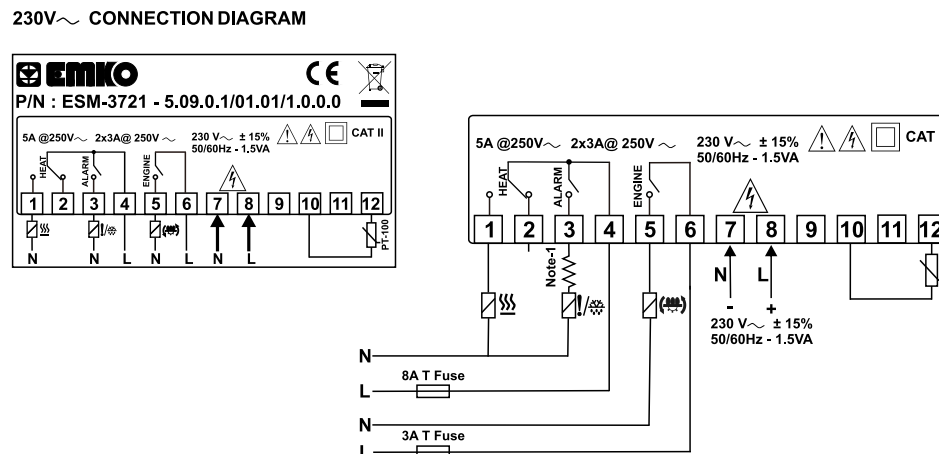 230V～ CONNECTION DIAGRAM
EMKO CE
P/N : ESM-3721 - 5.09.0.1/01.01/1.0.0.0
5A @250V～ 2x3A@ 250V ～ 230 V～ ± 15% CAT II
50/60Hz - 1.5VA
HEAT ALARM ENGINE
1 2 3 4 5 6 7 8 9 10 11 12
!/
PT-100
N N L N L N L
5A @250V～ 2x3A@ 250V ～ 230 V～ ± 15% CAT
50/60Hz - 1.5VA
HEAT ALARM ENGINE
1 2 3 4 5 6 7 8 9 10 11 12
Note-1
!/
N L
- +
230 V～ ± 15%
50/60Hz - 1.5VA
N
8A T Fuse
L
N
3A T Fuse
L